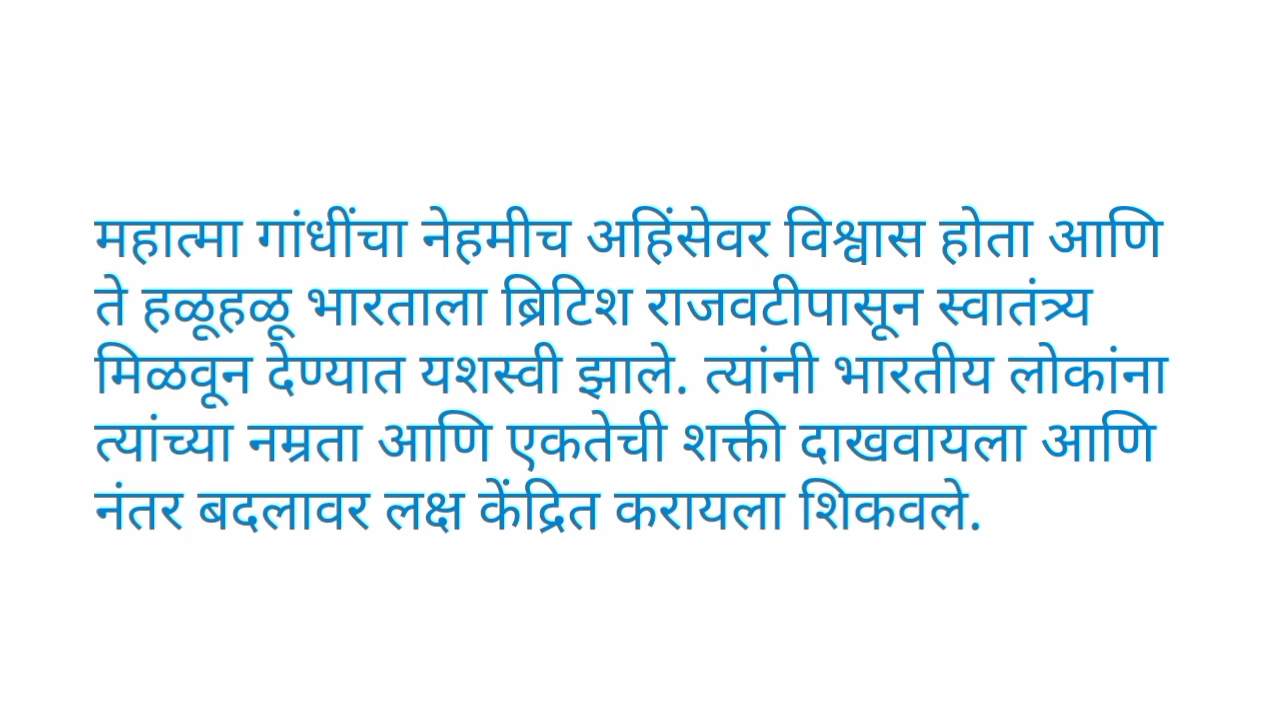 महात्मा गांधींचा नेहमीच अहिंसेवर विश्वास होता आणि
ते हळूहळू भारताला ब्रिटिश राजवटीपासून स्वातंत्र्य
मिळवून देण्यात यशस्वी झाले. त्यांनी भारतीय लोकांना
त्यांच्या नम्रता आणि एकतेची शक्ती दाखवायला आणि
नंतर बदलावर लक्ष केंद्रित करायला शिकवले.